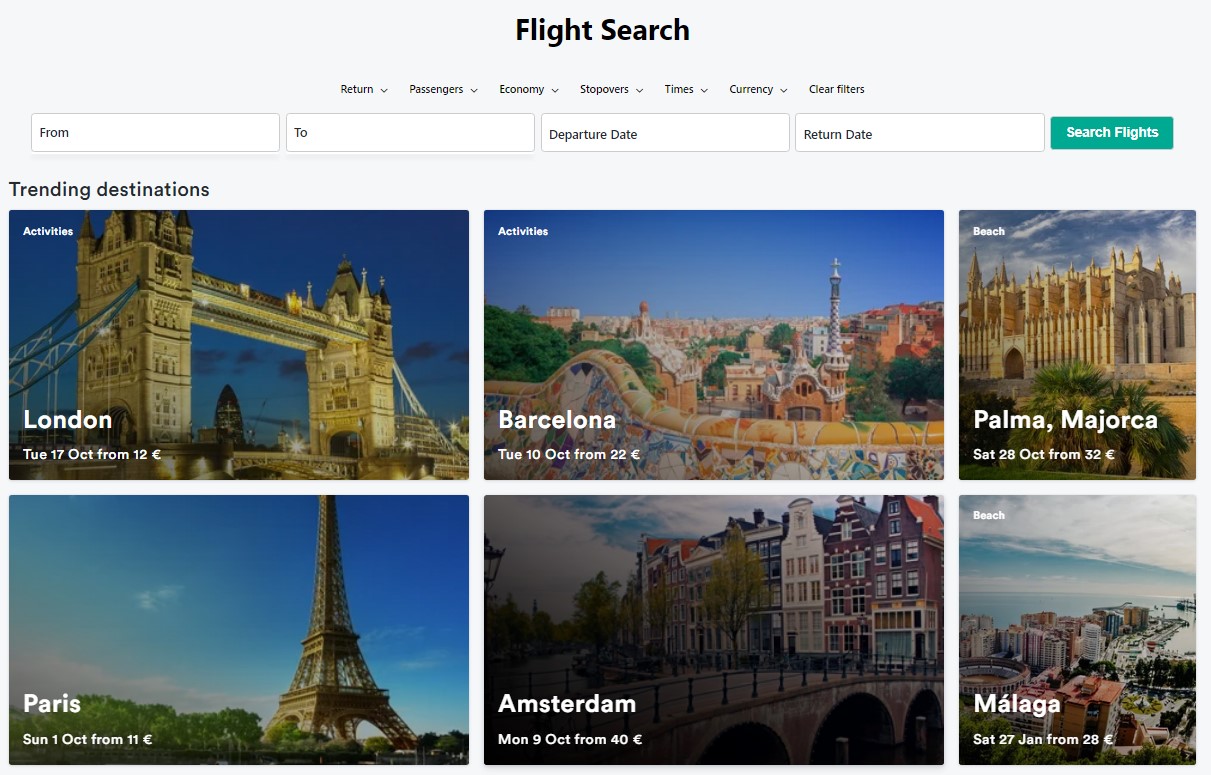 Flight Search
Return Passengers Economy Stopovers Times Currency Clear filters
From To Departure Date Return Date Search Flights
Trending destinations
Activities
London
Tue 17 Oct from 12 €
Activities
Barcelona
Tue 10 Oct from 22 €
Beach
Palma, Majorca
Sat 28 Oct from 32 €
Paris
Sun 1 Oct from 11 €
Amsterdam
Mon 9 Oct from 40 €
Beach
Málaga
Sat 27 Jan from 28 €